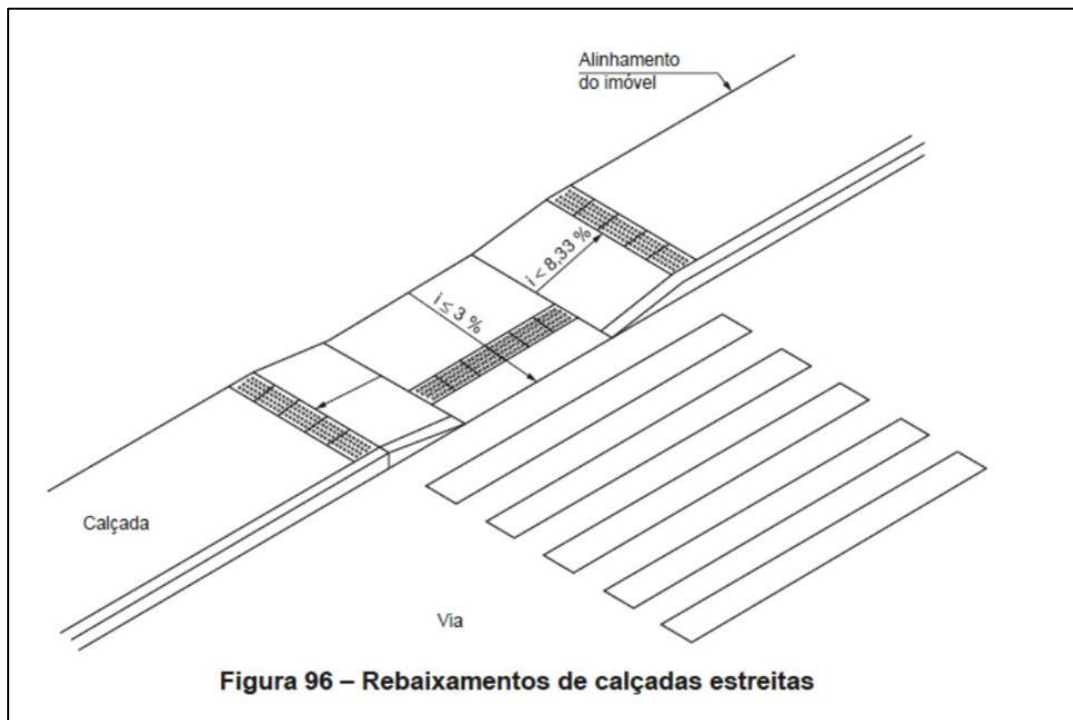 Alinhamento
do imóvel
i < 8,33 %
i ≤ 3 %
Calçada
Via
Figura 96 – Rebaixamentos de calçadas estreitas